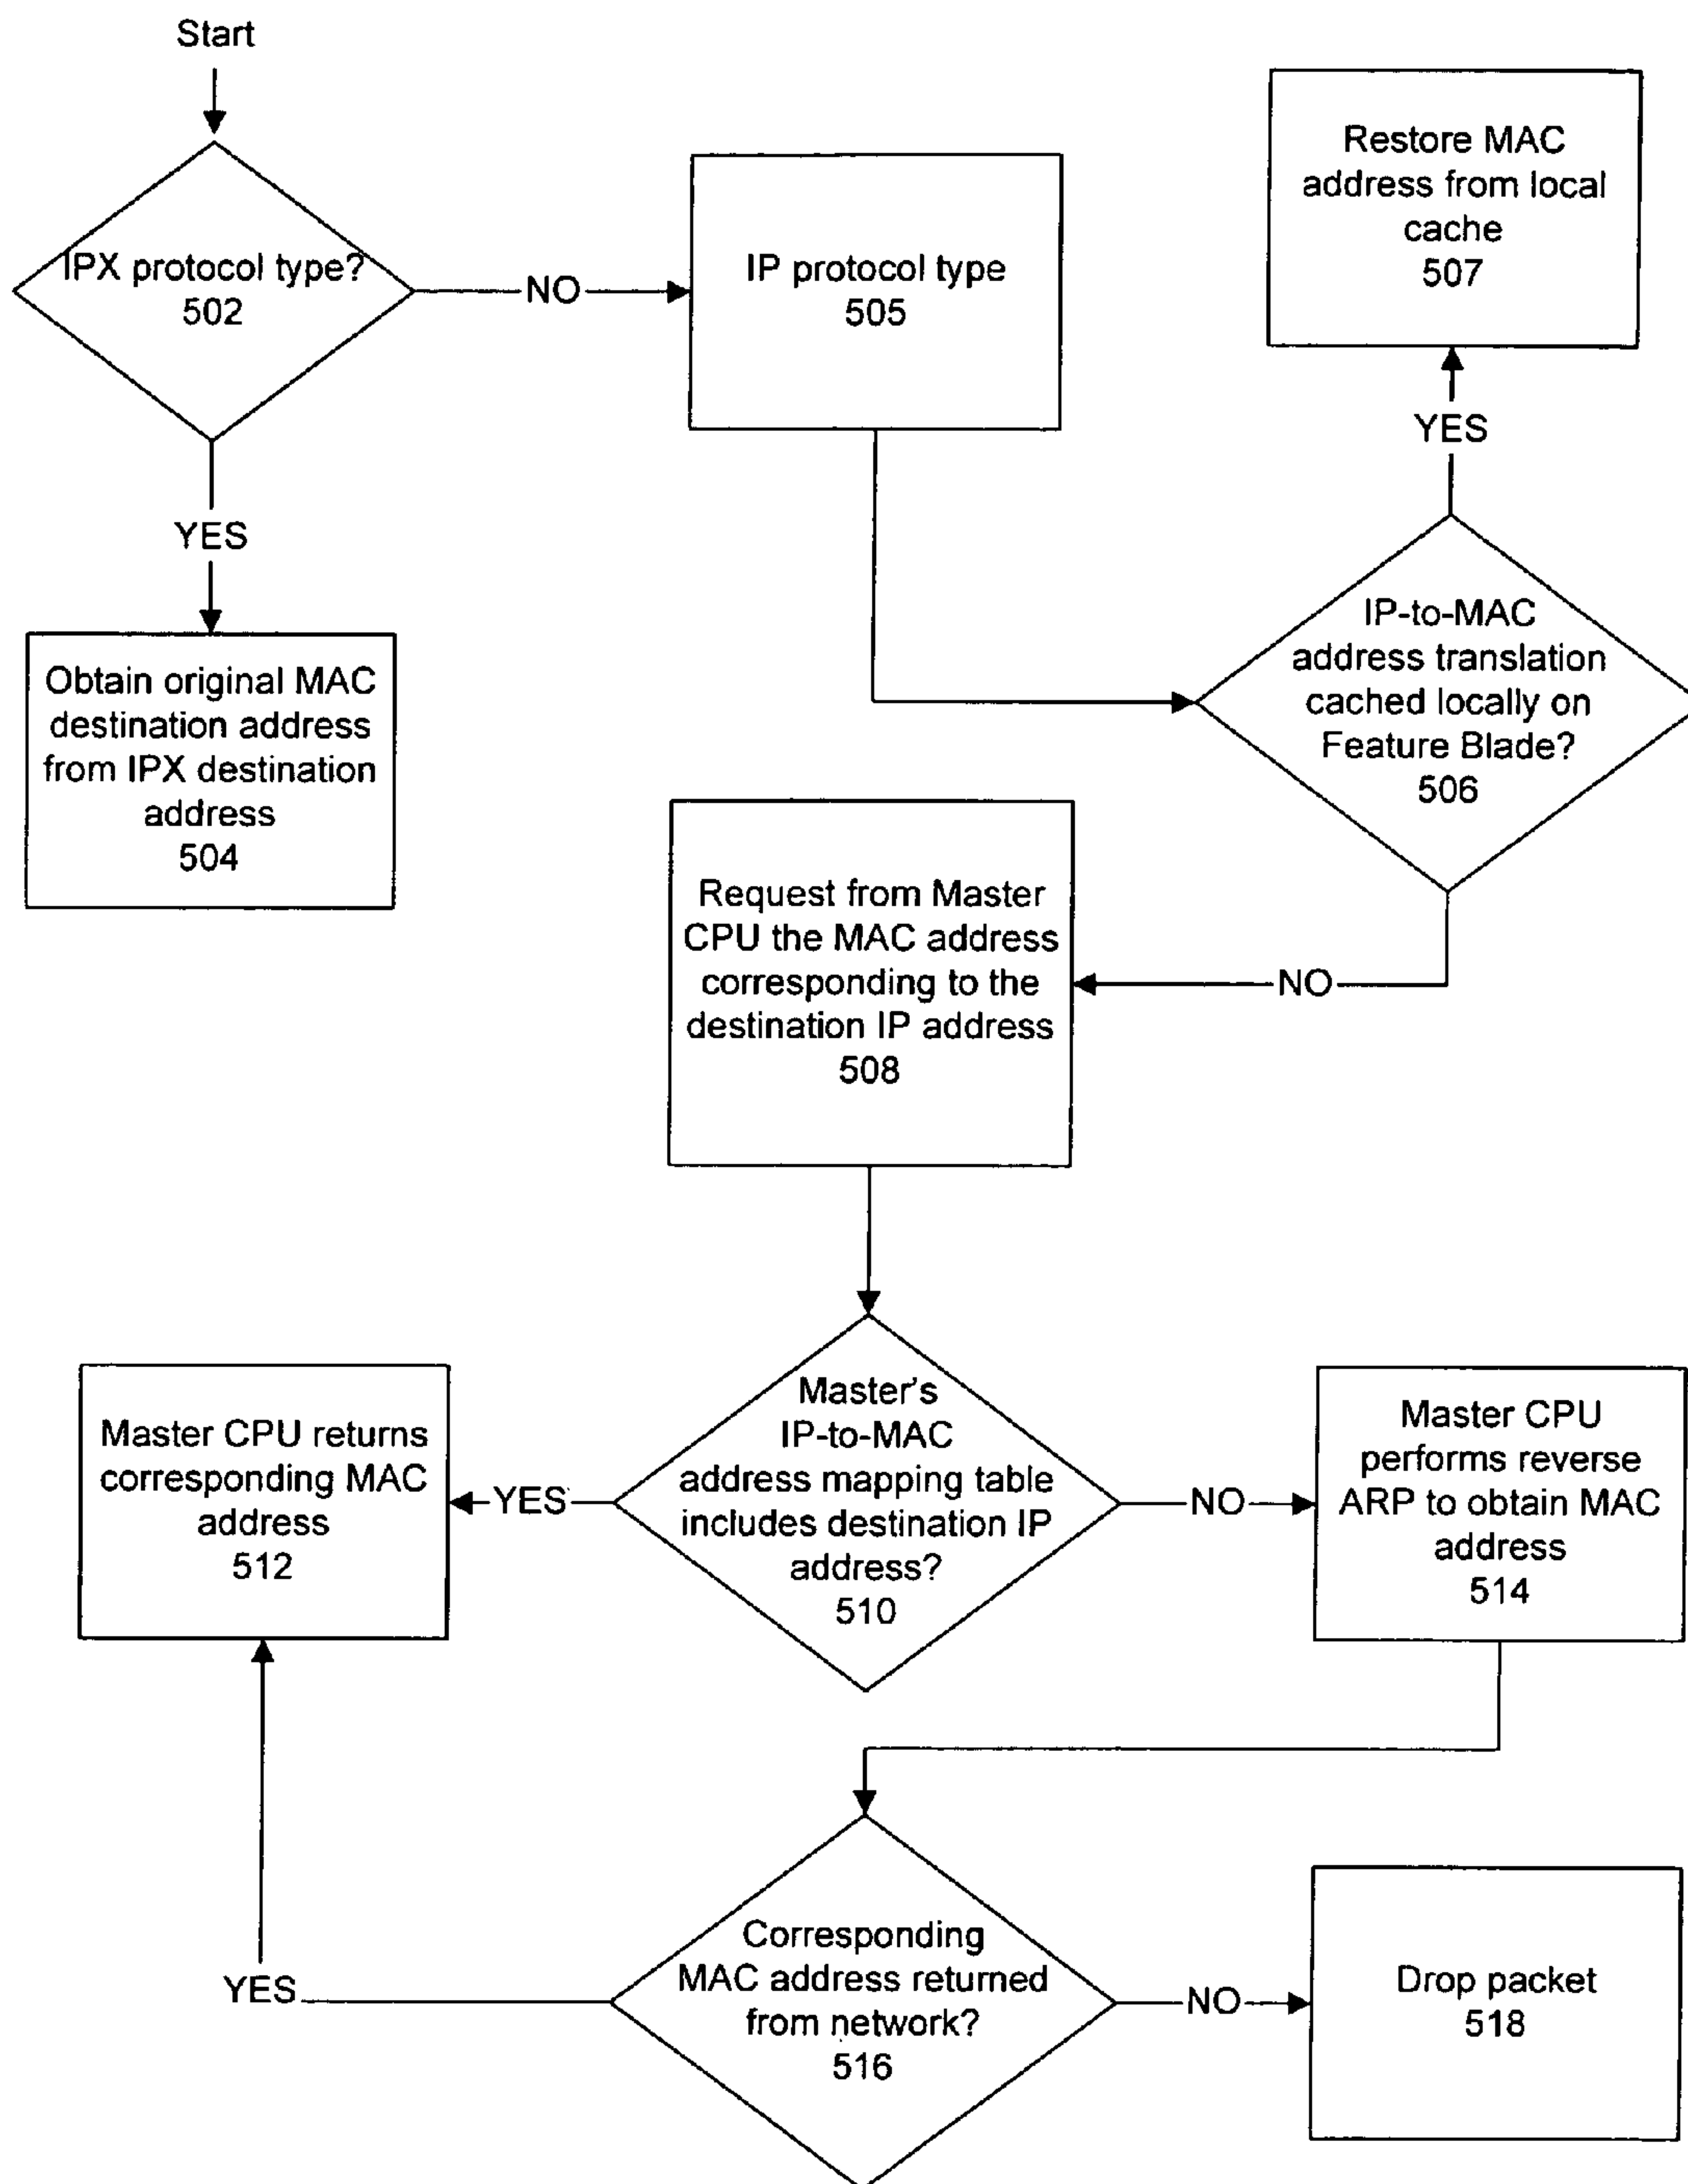 Start
IPX protocol type?
502
NO
IP protocol type
505
Restore MAC
address from local
cache
507
YES
YES
Obtain original MAC
destination address
from IPX destination
address
504
IP-to-MAC
address translation
cached locally on
Feature Blade?
506
NO
Request from Master
CPU the MAC address
corresponding to the
destination IP address
508
Master's
IP-to-MAC
address mapping table
includes destination IP
address?
510
YES
Master CPU returns
corresponding MAC
address
512
NO
Master CPU
performs reverse
ARP to obtain MAC
address
514
Corresponding
MAC address returned
from network?
516
YES
NO
Drop packet
518